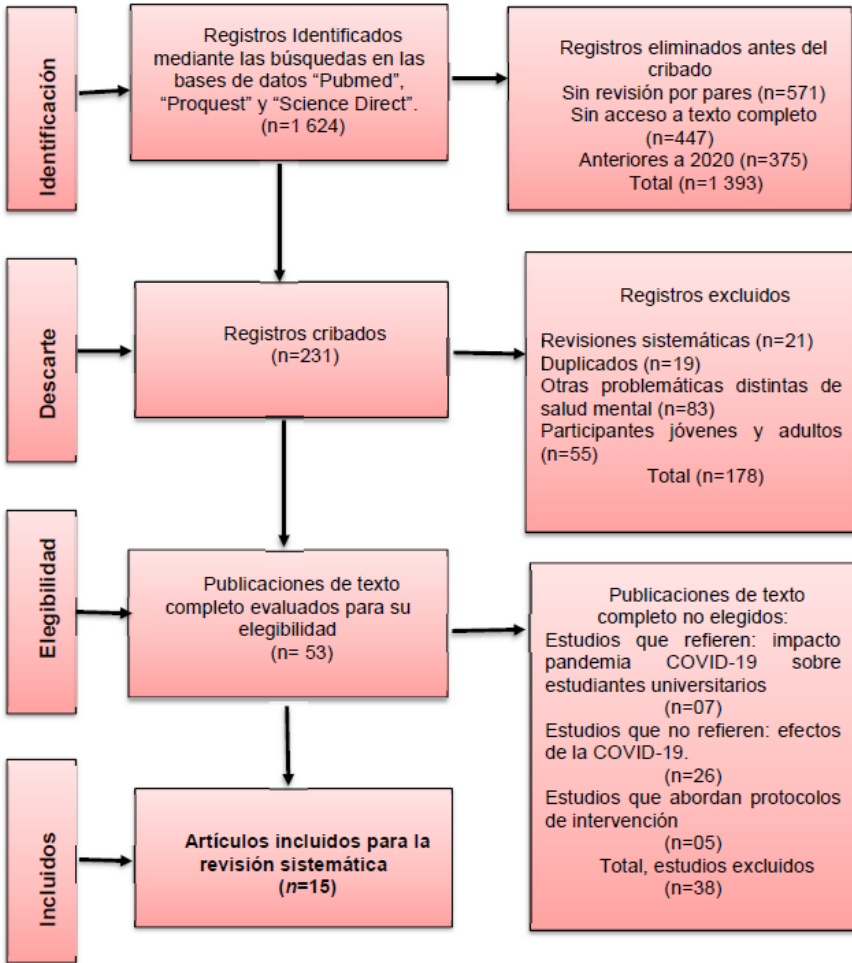 Identificación
Registros Identificados
mediante las búsquedas en las
bases de datos “Pubmed”,
“Proquest” y “Science Direct”.
(n=1 624)
Registros eliminados antes del
cribado
Sin revisión por pares (n=571)
Sin acceso a texto completo
(n=447)
Anteriores a 2020 (n=375)
Total (n=1 393)
Descarte
Registros cribados
(n=231)
Registros excluidos
Revisiones sistemáticas (n=21)
Duplicados (n=19)
Otras problemáticas distintas de
salud mental (n=83)
Participantes jóvenes y adultos
(n=55)
Total (n=178)
Elegibilidad
Publicaciones de texto
completo evaluados para su
elegibilidad
(n= 53)
Publicaciones de texto
completo no elegidos:
Estudios que refieren: impacto
pandemia COVID-19 sobre
estudiantes universitarios
(n=07)
Estudios que no refieren: efectos
de la COVID-19.
(n=26)
Estudios que abordan protocolos
de intervención
(n=05)
Total, estudios excluidos
(n=38)
Incluidos
Artículos incluidos para la
revisión sistemática
(n=15)